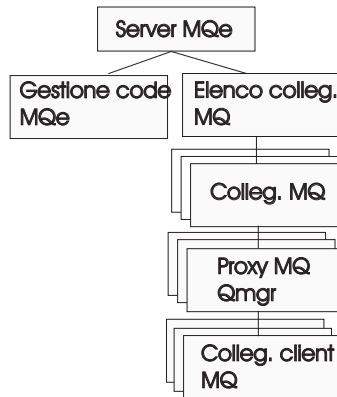 Server MQe
Gestione code
MQe
Elenco colleg.
MQ
Colleg. MQ
Proxy MQ
Qmgr
Colleg. client
MQ